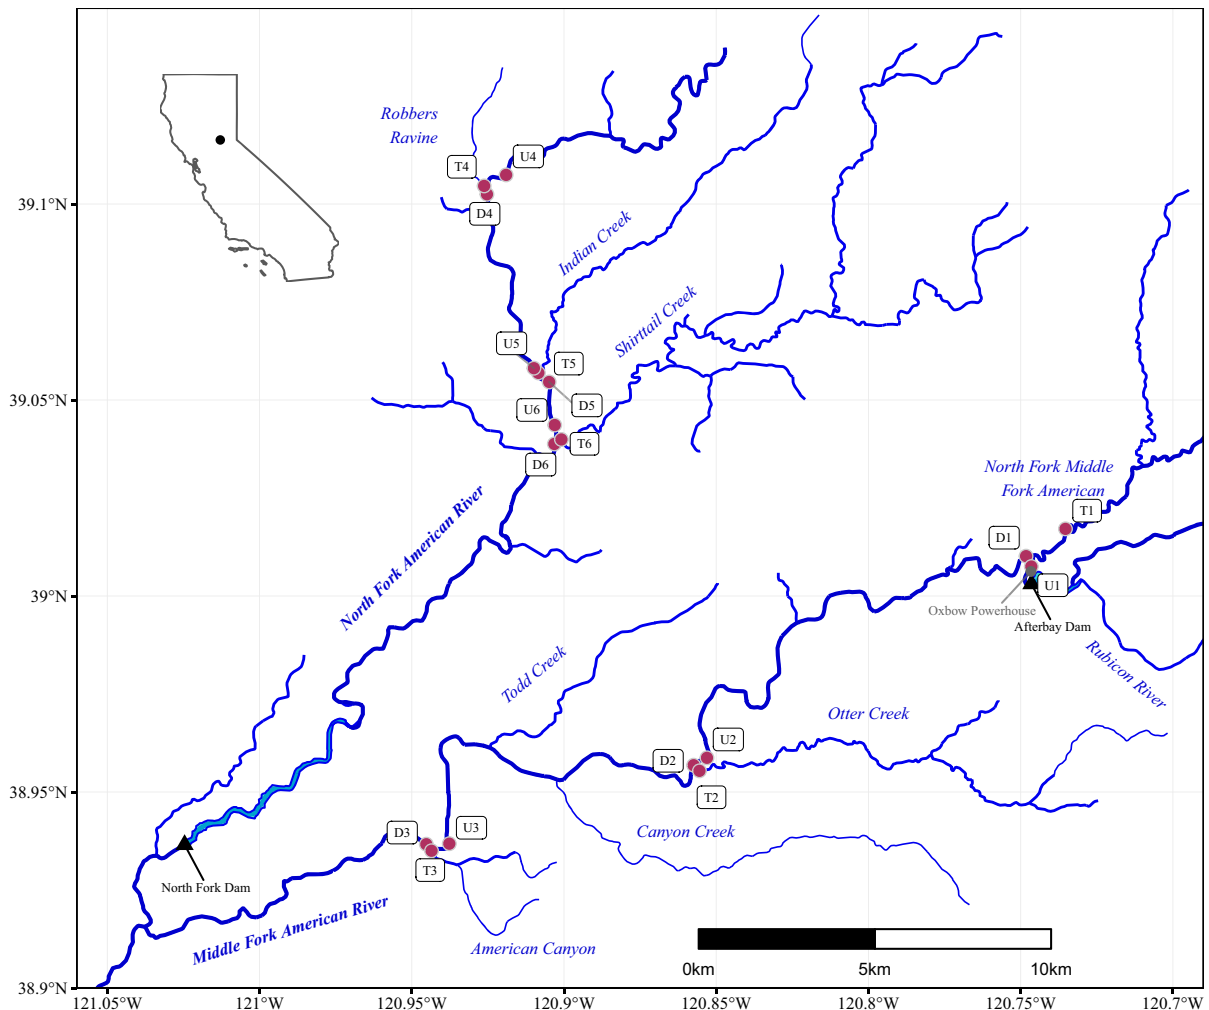 Robbers
Ravine
T4
U4
D4
39.1°N
Indian Creek
Shirttail Creek
U5
T5
D5
39.05°N
U6
T6
D6
North Fork Middle
Fork American
T1
D1
U1
North Fork American River
39°N
Oxbow Powerhouse
Afterbay Dam
Rubicon River
Todd Creek
Otter Creek
U2
D2
T2
38.95°N
Canyon Creek
D3
U3
T3
North Fork Dam
Middle Fork American River
American Canyon
0km
5km
10km
38.9°N
121.05°W
121°W
120.95°W
120.9°W
120.85°W
120.8°W
120.75°W
120.7°W